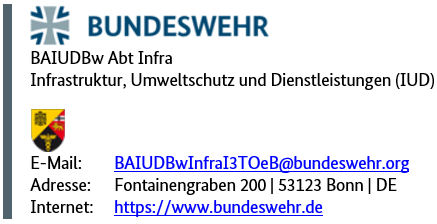 BUNDESWEHR
BAIUDBw Abt Infra
Infrastruktur, Umweltschutz und Dienstleistungen (IUD)
E-Mail: BAIUDBwInfraI3TOeB@bundeswehr.org
Adresse: Fontainengraben 200 | 53123 Bonn | DE
Internet: https://www.bundeswehr.de